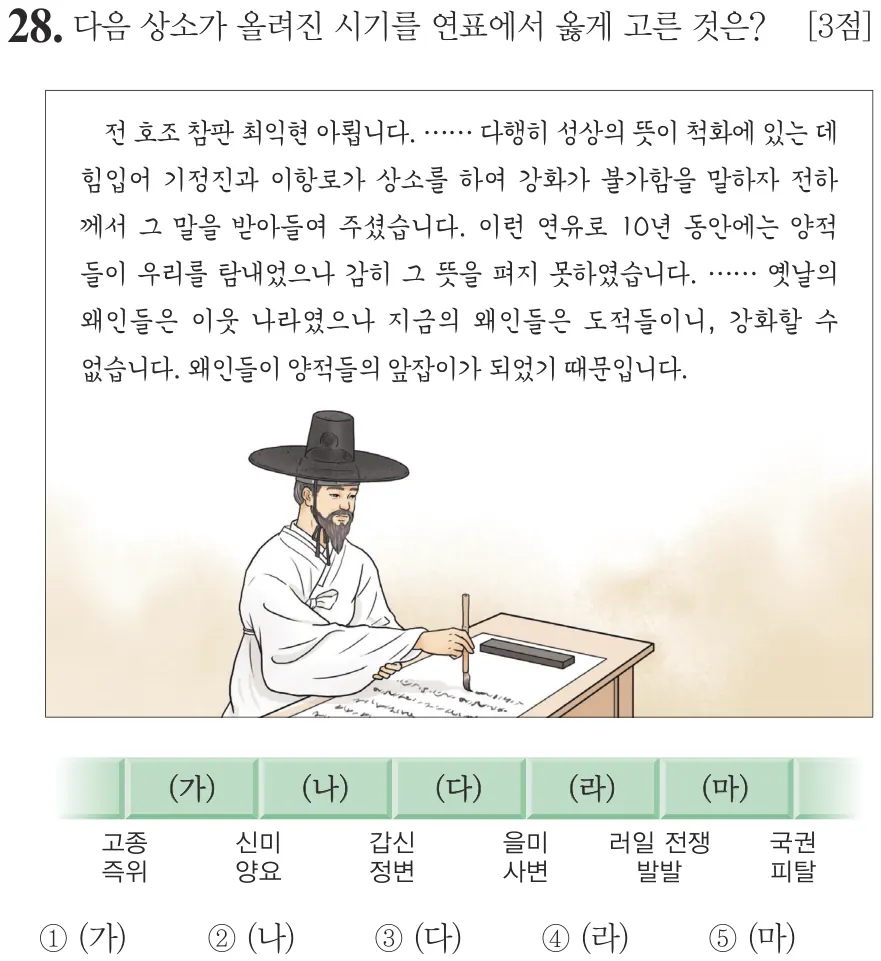 28. 다음 상소가 올려진 시기를 연표에서 옳게 고른 것은? [3점]
전 호조 참판 최익현 아룁니다. …… 다행히 성상의 뜻이 척화에 있는 데
힘입어 기정진과 이항로가 상소를 하여 강화가 불가함을 말하자 전하
께서 그 말을 받아들여 주셨습니다. 이런 연유로 10년 동안에는 양적
들이 우리를 탐내었으나 감히 그 뜻을 펴지 못하였습니다. …… 옛날의
왜인들은 이웃 나라였으나 지금의 왜인들은 도적들이니, 강화할 수
없습니다. 왜인들이 양적들의 앞잡이가 되었기 때문입니다.
(가) (나) (다) (라) (마)
고종 신미 갑신 을미 러일 전쟁 국권
즉위 양요 정변 사변 발발 피탈
① (가) ② (나) ③ (다) ④ (라) ⑤ (마)